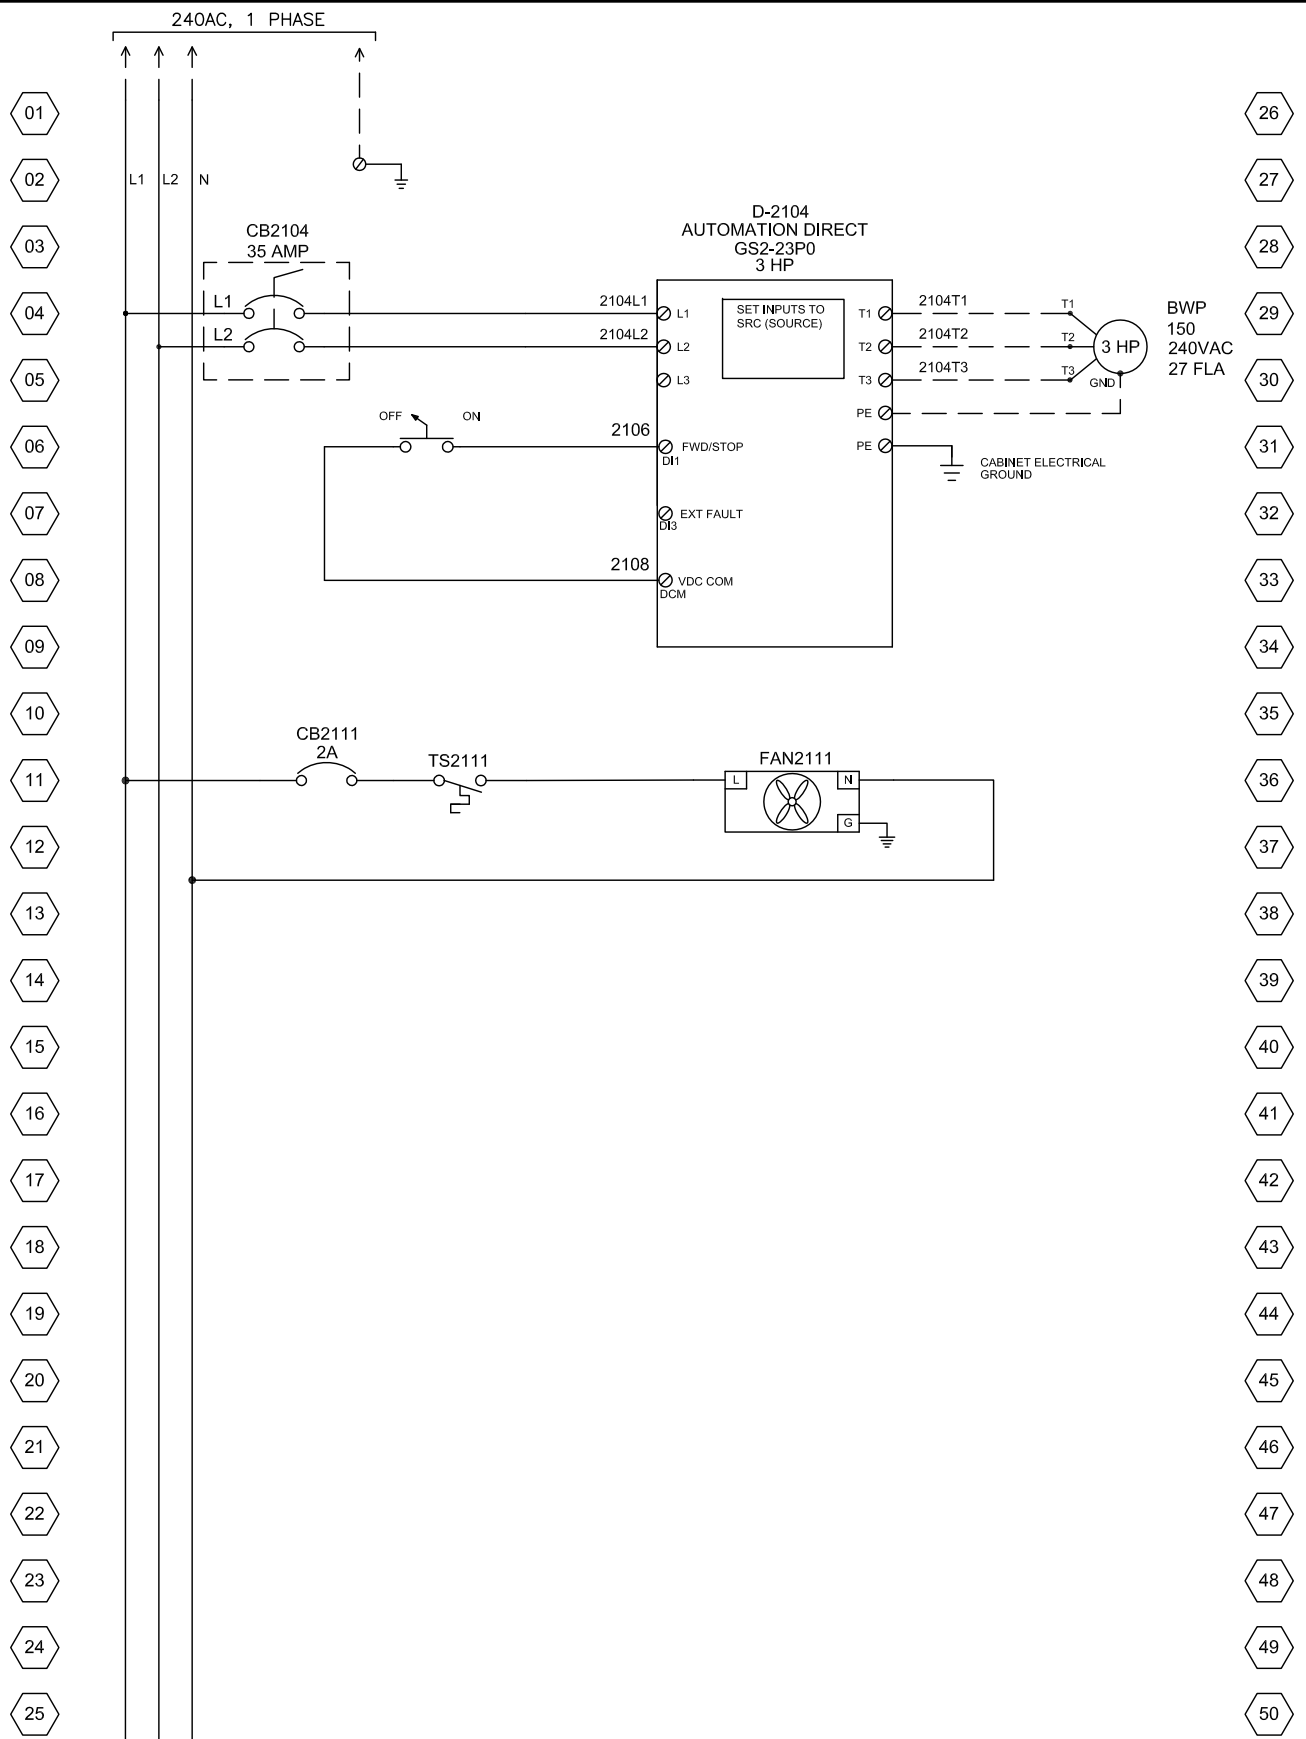 240AC, 1 PHASE
01
26
02
L1 L2 N
27
D-2104
AUTOMATION DIRECT
GS2-23P0
3 HP
03
CB2104
35 AMP
28
04
L1
2104L1
L1
SET INPUTS TO
SRC (SOURCE)
T1
2104T1
T1
BWP
150
240VAC
27 FLA
29
L2
2104L2
L2
T2
2104T2
T2
3 HP
05
L3
T3
2104T3
T3
GND
30
PE
OFF ON
06
2106
FWD/STOP
DI1
PE
CABINET ELECTRICAL
GROUND
31
07
EXT FAULT
DI3
32
08
2108
VDC COM
DCM
33
09
34
10
35
CB2111
2A
11
TS2111
FAN2111
L
N
G
36
12
37
13
38
14
39
15
40
16
41
17
42
18
43
19
44
20
45
21
46
22
47
23
48
24
49
25
50